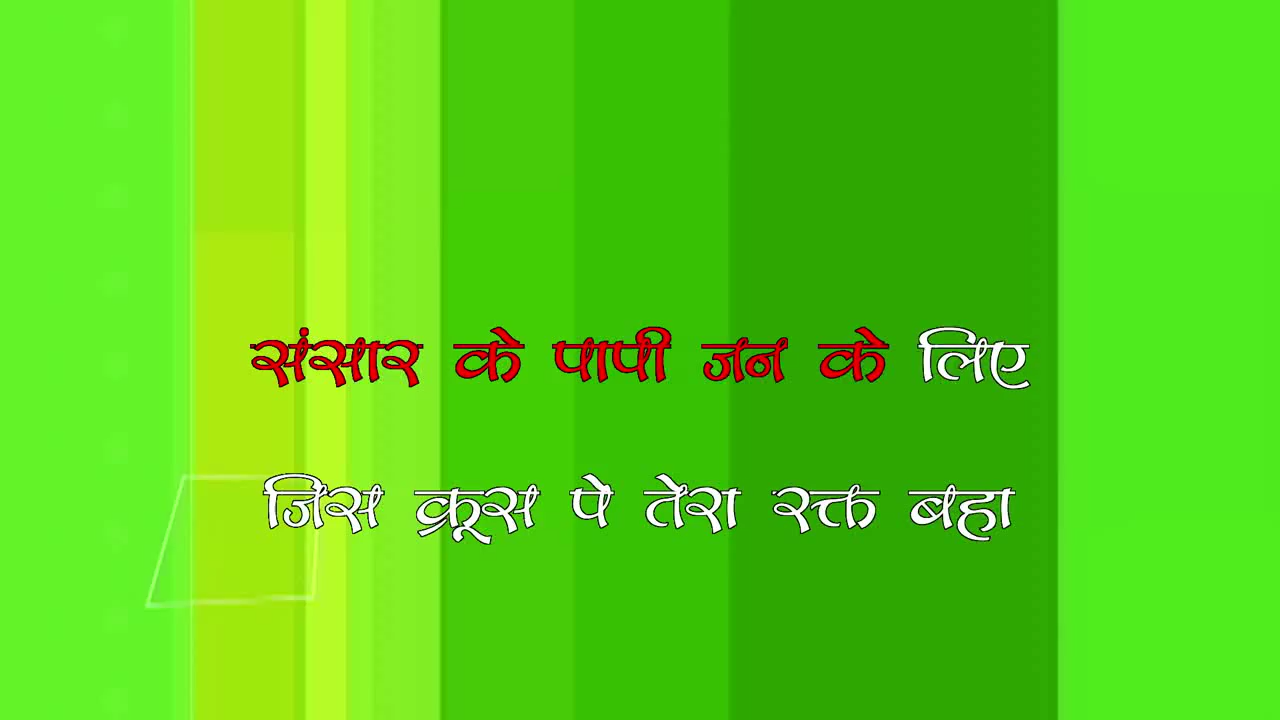 संसार के पापी जन के लिए
जिस क्रूस पे तेरा रक्त बहा